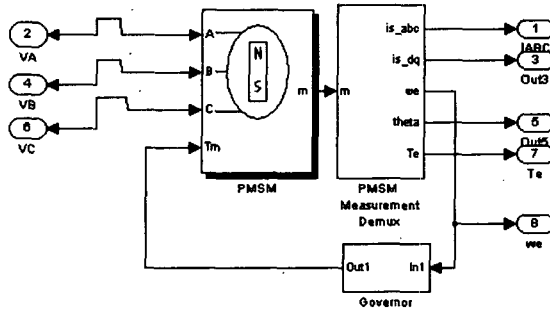 2
VA
4
VB
6
VC
A
B
C
Tm
N
S
m
PMSM
m
is_abc
is_dq
we
theta
Te
PMSM
Measurement
Demux
1
IABC
3
Out3
5
Out5
7
Te
8
we
Out1
In1
Governor